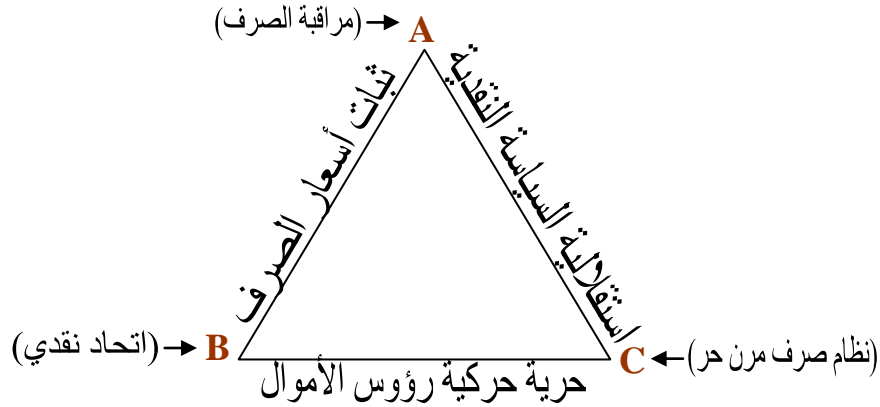 (مراقبة الصرف)
A
ثبات أسعار الصرف
استقلالية السياسة النقدية
(اتحاد نقدي)
B
C
(نظام صرف مرن حر)
حرية حركية رؤوس الأموال